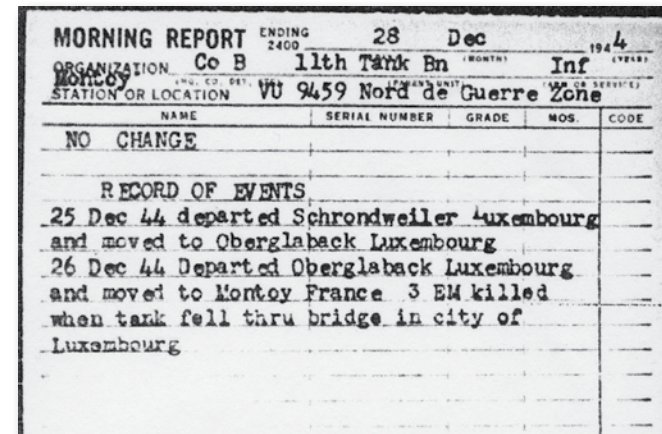 MORNING REPORT ENDING 2400 28 Dec 1944
(MONTH) (YEAR)
ORGANIZATION Co B 11th Tank Bn Inf
Montoy
STATION OR LOCATION VU 9459 Nord de Guerre Zone
NAME SERIAL NUMBER GRADE MOS. CODE
NO CHANGE
RECORD OF EVENTS
25 Dec 44 departed Schrondweiler Luxembourg
and moved to Oberglaback Luxembourg
26 Dec 44 Departed Oberglaback Luxembourg
and moved to Montoy France 3 EM killed
when tank fell thru bridge in city of
Luxembourg